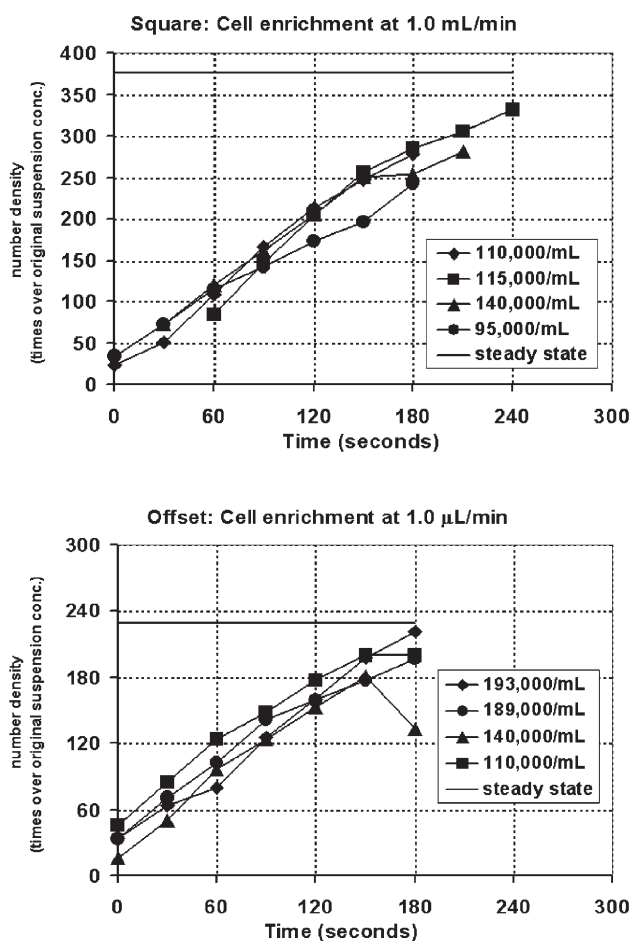 Square: Cell enrichment at 1.0 mL/min
number density
(times over original suspension conc.)
400
350
300
250
200
150
100
50
0
110,000/mL
115,000/mL
140,000/mL
95,000/mL
steady state
0
60
120
180
240
300
Time (seconds)
Offset: Cell enrichment at 1.0 μL/min
number density
(times over original suspension conc.)
300
240
180
120
60
0
193,000/mL
189,000/mL
140,000/mL
110,000/mL
steady state
0
60
120
180
240
300
Time (seconds)